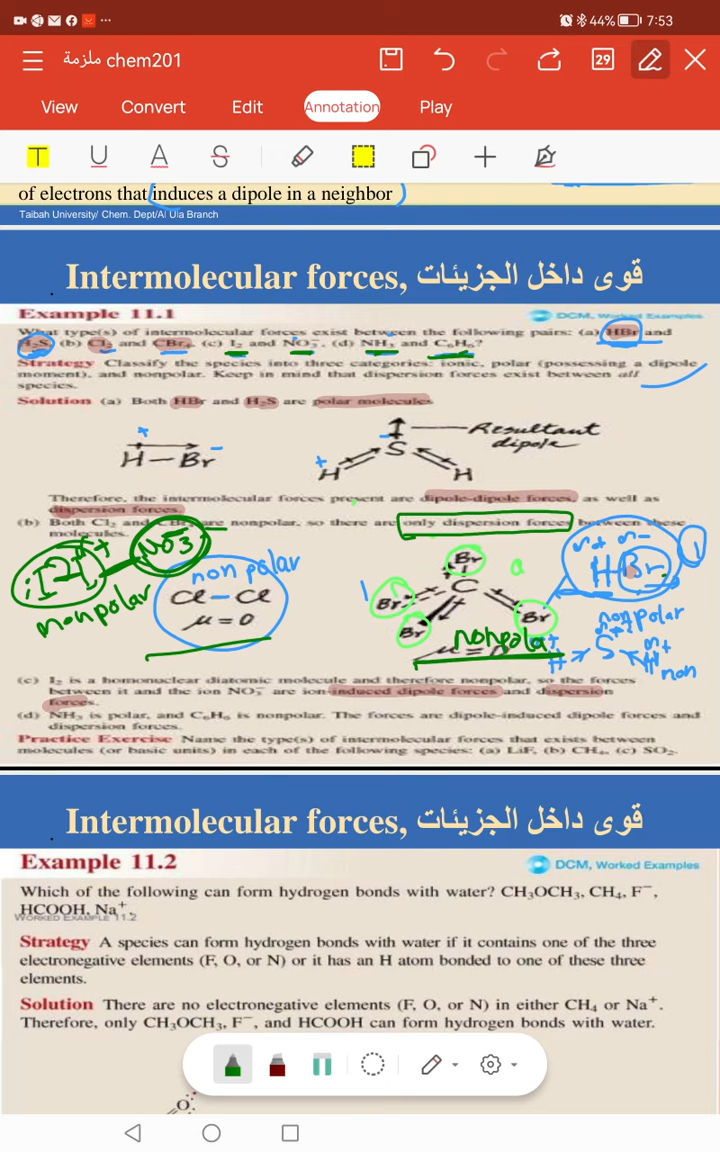 44% 7:53
ملزمة chem201
29
View Convert Edit Annotation Play
T U A S
of electrons that induces a dipole in a neighbor
Taibah University/ Chem. Dept/Al Ula Branch
Intermolecular forces, قوى داخل الجزيئات
Example 11.1
DCM, Worked Examples
What type(s) of intermolecular forces exist between the following pairs: (a) HBr and
H₂S, (b) Cl₂ and CBr₄, (c) I₂ and NO₃⁻, (d) NH₃ and C₆H₆?
Strategy Classify the species into three categories: ionic, polar (possessing a dipole
moment), and nonpolar. Keep in mind that dispersion forces exist between all
species.
Solution (a) Both HBr and H₂S are polar molecules
+ −
H — Br
Resultant
dipole
−
S
+
H H
Therefore, the intermolecular forces present are dipole-dipole forces, as well as
dispersion forces.
(b) Both Cl₂ and CBr₄ are nonpolar, so there are only dispersion forces between these
molecules.
NO3
nonpolar
non polar
Cl — Cl
μ = 0
Br
C
Br
Br
Br
nonpola
HBr
1
nonpolar
S
H H
non
(c) I₂ is a homonuclear diatomic molecule and therefore nonpolar, so the forces
between it and the ion NO₃⁻ are ion-induced dipole forces and dispersion
forces.
(d) NH₃ is polar, and C₆H₆ is nonpolar. The forces are dipole-induced dipole forces and
dispersion forces.
Practice Exercise Name the type(s) of intermolecular forces that exists between
molecules (or basic units) in each of the following species: (a) LiF, (b) CH₄, (c) SO₂.
Intermolecular forces, قوى داخل الجزيئات
Example 11.2
DCM, Worked Examples
Which of the following can form hydrogen bonds with water? CH₃OCH₃, CH₄, F⁻,
HCOOH, Na⁺.
WORKED EXAMPLE 11.2
Strategy A species can form hydrogen bonds with water if it contains one of the three
electronegative elements (F, O, or N) or it has an H atom bonded to one of these three
elements.
Solution There are no electronegative elements (F, O, or N) in either CH₄ or Na⁺.
Therefore, only CH₃OCH₃, F⁻, and HCOOH can form hydrogen bonds with water.
O